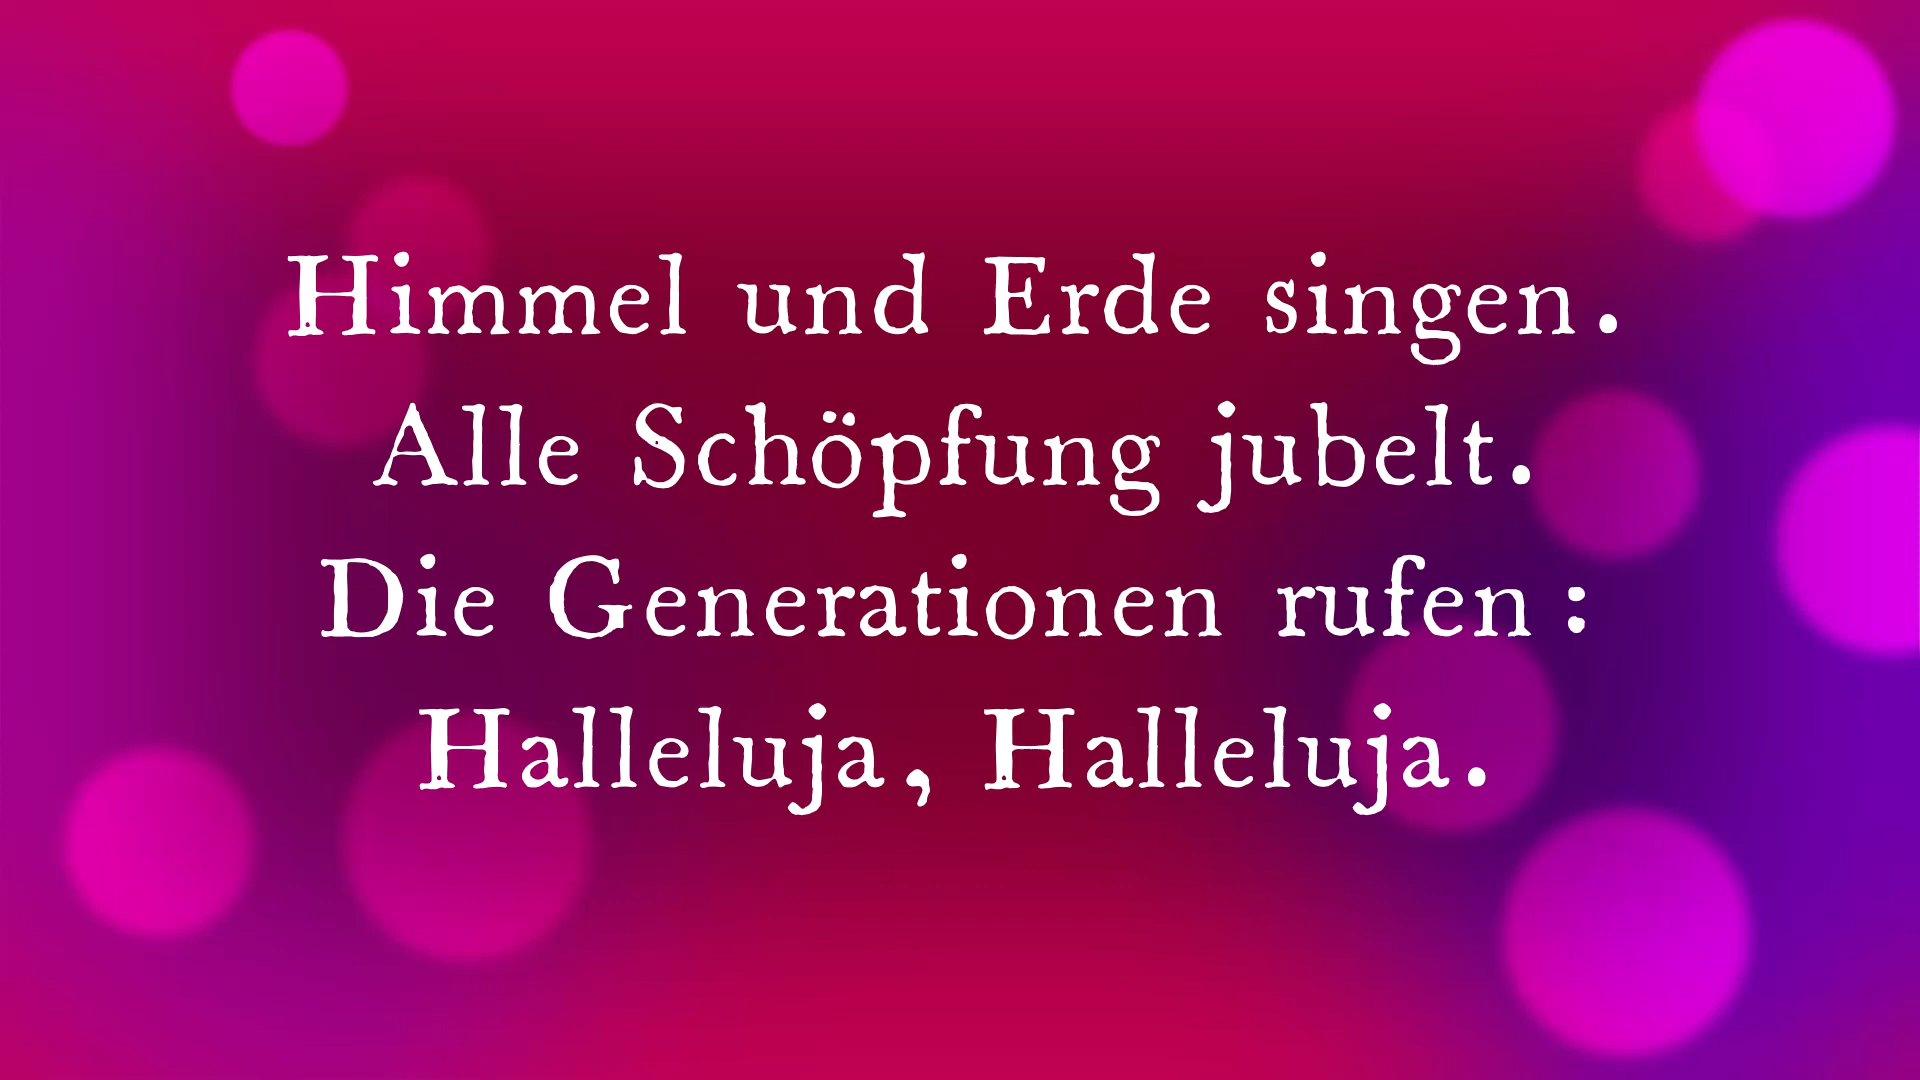 Himmel und Erde singen.
Alle Schöpfung jubelt.
Die Generationen rufen:
Halleluja, Halleluja.